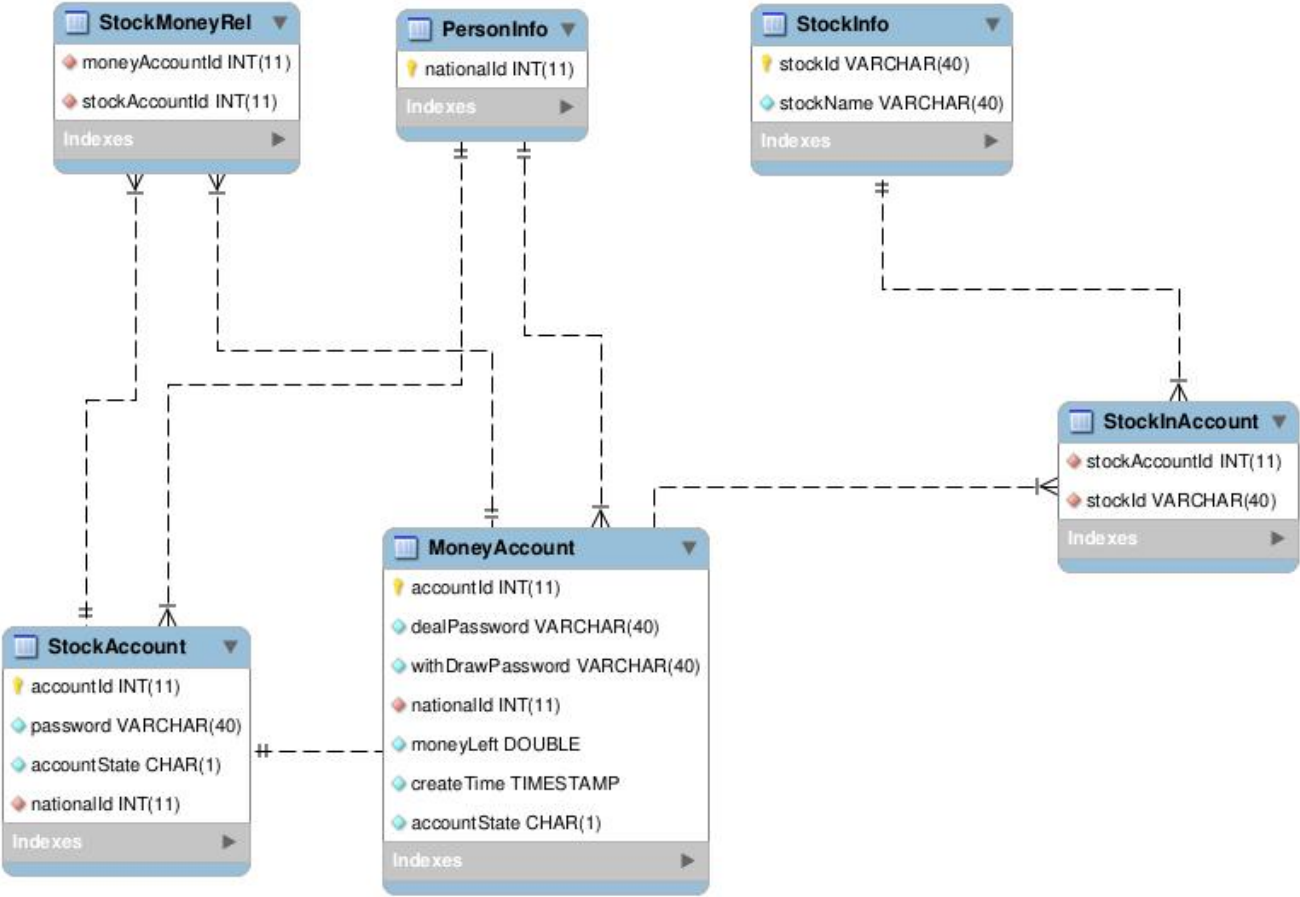 StockMoneyRel
moneyAccountId INT(11)
stockAccountId INT(11)
Indexes
PersonInfo
nationalId INT(11)
Indexes
StockInfo
stockId VARCHAR(40)
stockName VARCHAR(40)
Indexes
StockInAccount
stockAccountId INT(11)
stockId VARCHAR(40)
Indexes
MoneyAccount
accountId INT(11)
dealPassword VARCHAR(40)
withDrawPassword VARCHAR(40)
nationalId INT(11)
moneyLeft DOUBLE
createTime TIMESTAMP
accountState CHAR(1)
Indexes
StockAccount
accountId INT(11)
password VARCHAR(40)
accountState CHAR(1)
nationalId INT(11)
Indexes